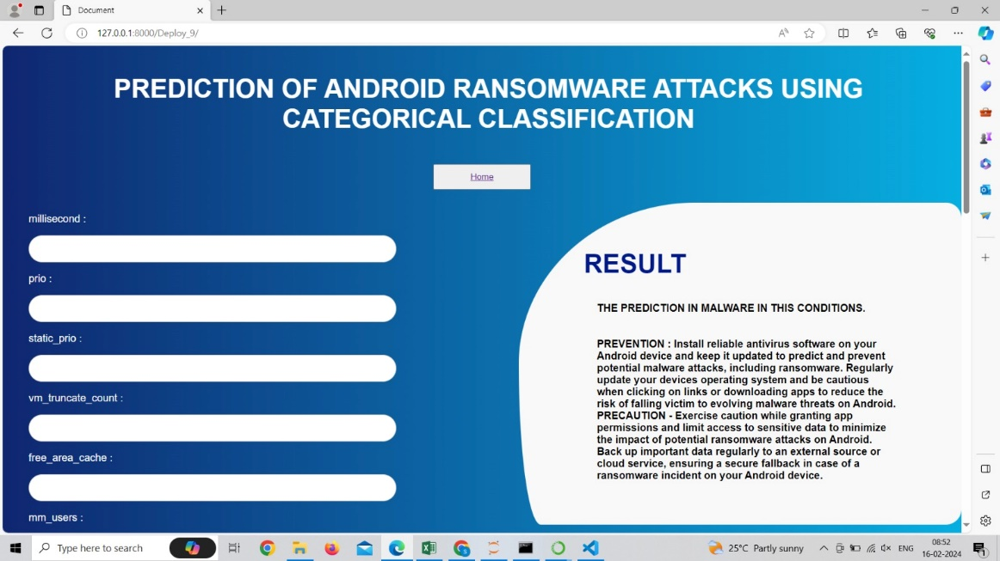 Document
127.0.0.1:8000/Deploy_9/
PREDICTION OF ANDROID RANSOMWARE ATTACKS USING
CATEGORICAL CLASSIFICATION
Home
millisecond :
prio :
static_prio :
vm_truncate_count :
free_area_cache :
mm_users :
RESULT
THE PREDICTION IN MALWARE IN THIS CONDITIONS.
PREVENTION : Install reliable antivirus software on your
Android device and keep it updated to predict and prevent
potential malware attacks, including ransomware. Regularly
update your devices operating system and be cautious
when clicking on links or downloading apps to reduce the
risk of falling victim to evolving malware threats on Android.
PRECAUTION - Exercise caution while granting app
permissions and limit access to sensitive data to minimize
the impact of potential ransomware attacks on Android.
Back up important data regularly to an external source or
cloud service, ensuring a secure fallback in case of a
ransomware incident on your Android device.
Type here to search
25°C Partly sunny
ENG
08:52
16-02-2024
1